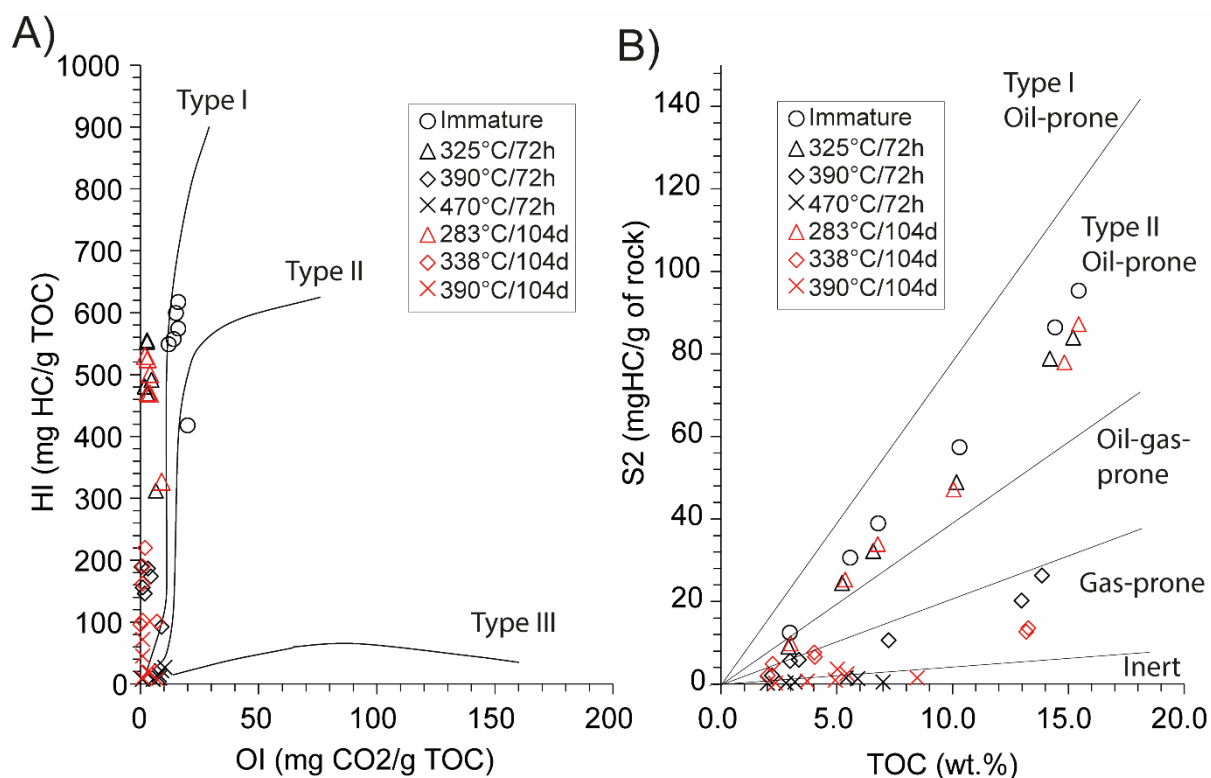 A)
1000
900
800
700
600
500
400
300
200
100
0
HI (mg HC/g TOC)
0
50
100
150
200
OI (mg CO2/g TOC)
Type I
Type II
Type III
Immature
325°C/72h
390°C/72h
470°C/72h
283°C/104d
338°C/104d
390°C/104d
B)
140
120
100
80
60
40
20
0
S2 (mgHC/g of rock)
0.0
5.0
10.0
15.0
20.0
TOC (wt.%)
Immature
325°C/72h
390°C/72h
470°C/72h
283°C/104d
338°C/104d
390°C/104d
Type I
Oil-prone
Type II
Oil-prone
Oil-gas-
prone
Gas-prone
Inert